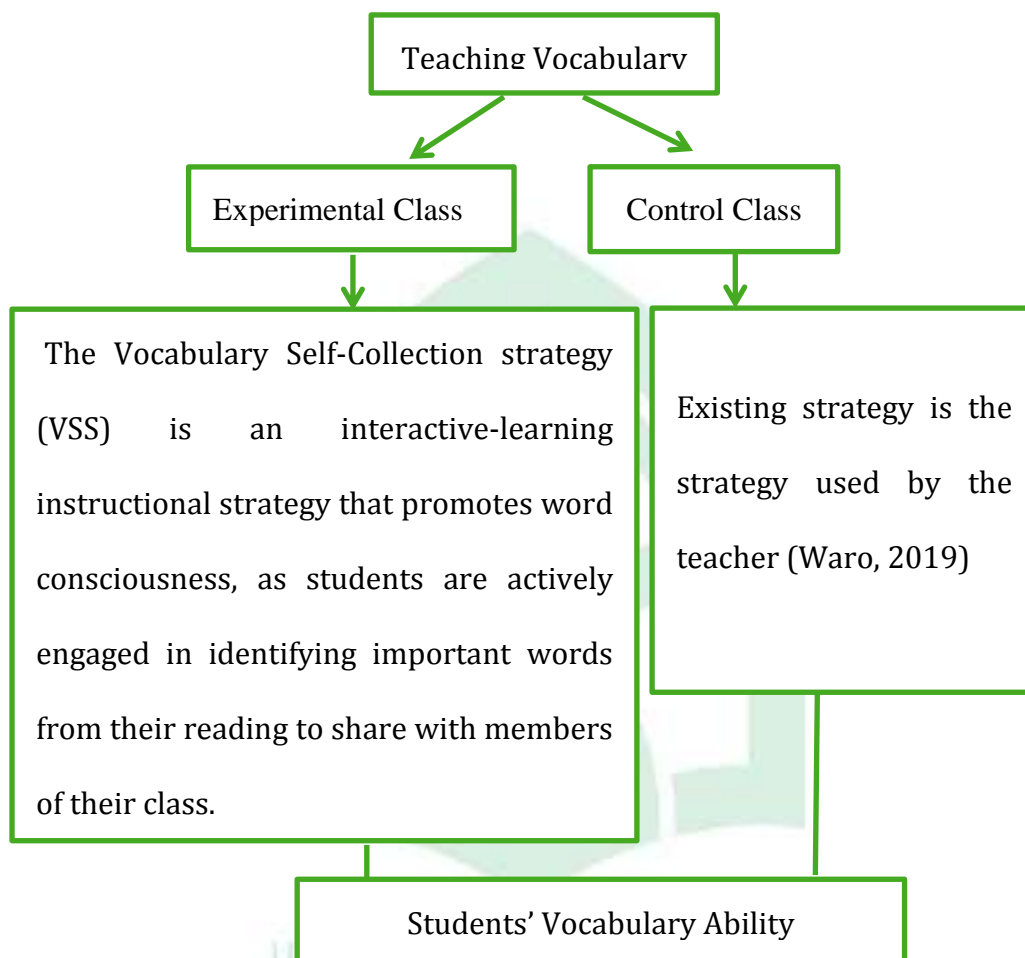 Teaching Vocabulary
Experimental Class
Control Class
The Vocabulary Self-Collection strategy
(VSS) is an interactive-learning
instructional strategy that promotes word
consciousness, as students are actively
engaged in identifying important words
from their reading to share with members
of their class.
Existing strategy is the
strategy used by the
teacher (Waro, 2019)
Students’ Vocabulary Ability